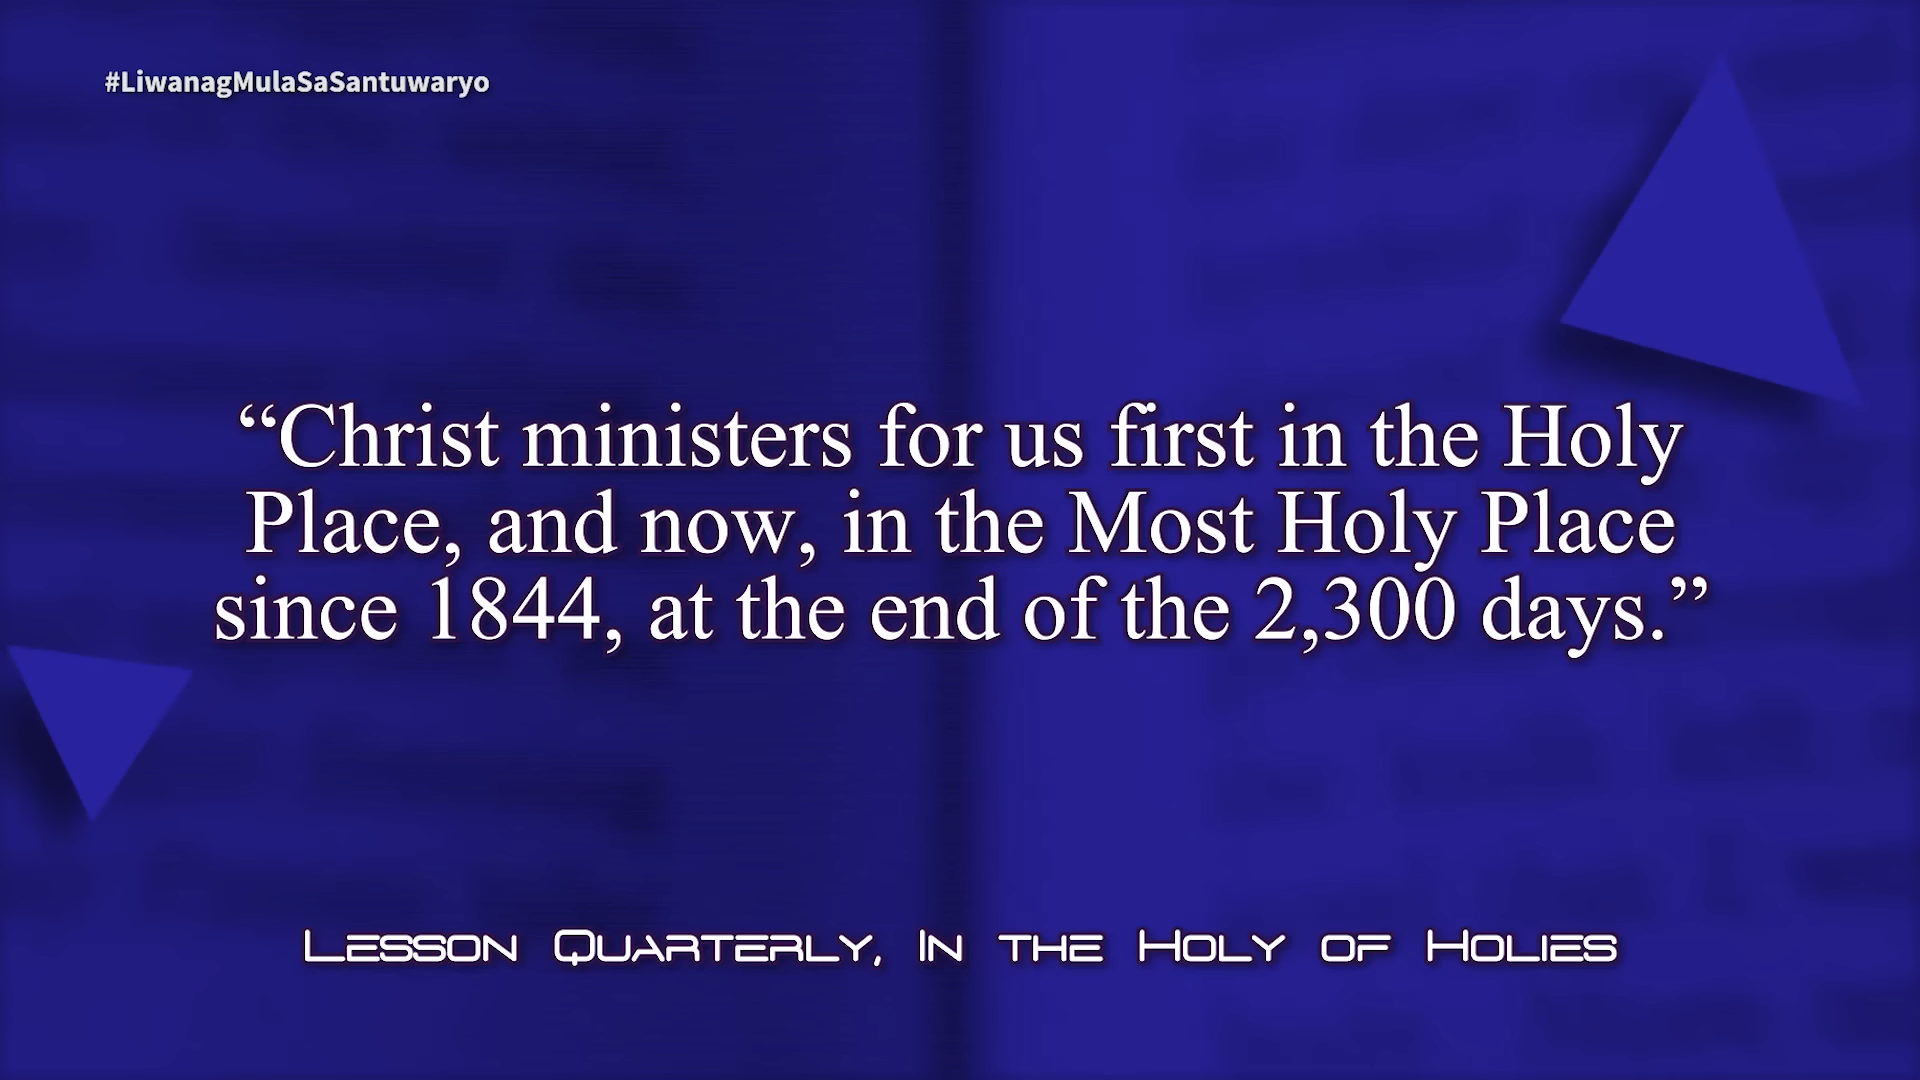 #LiwanagMulaSaSantuwaryo
“Christ ministers for us first in the Holy
Place, and now, in the Most Holy Place
since 1844, at the end of the 2,300 days.”
Lesson Quarterly, In the Holy of Holies